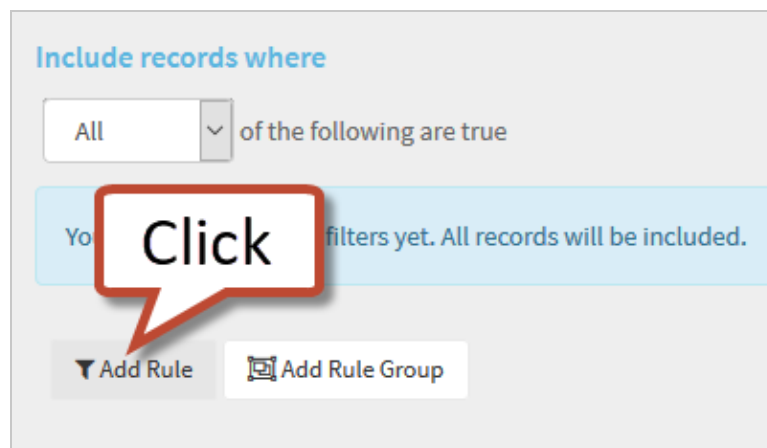 Include records where
All of the following are true
Click
filters yet. All records will be included.
Add Rule Add Rule Group